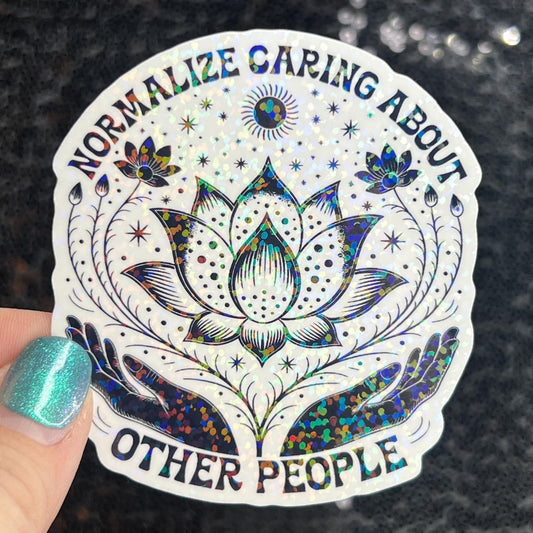 NORMALIZE CARING ABOUT
OTHER PEOPLE